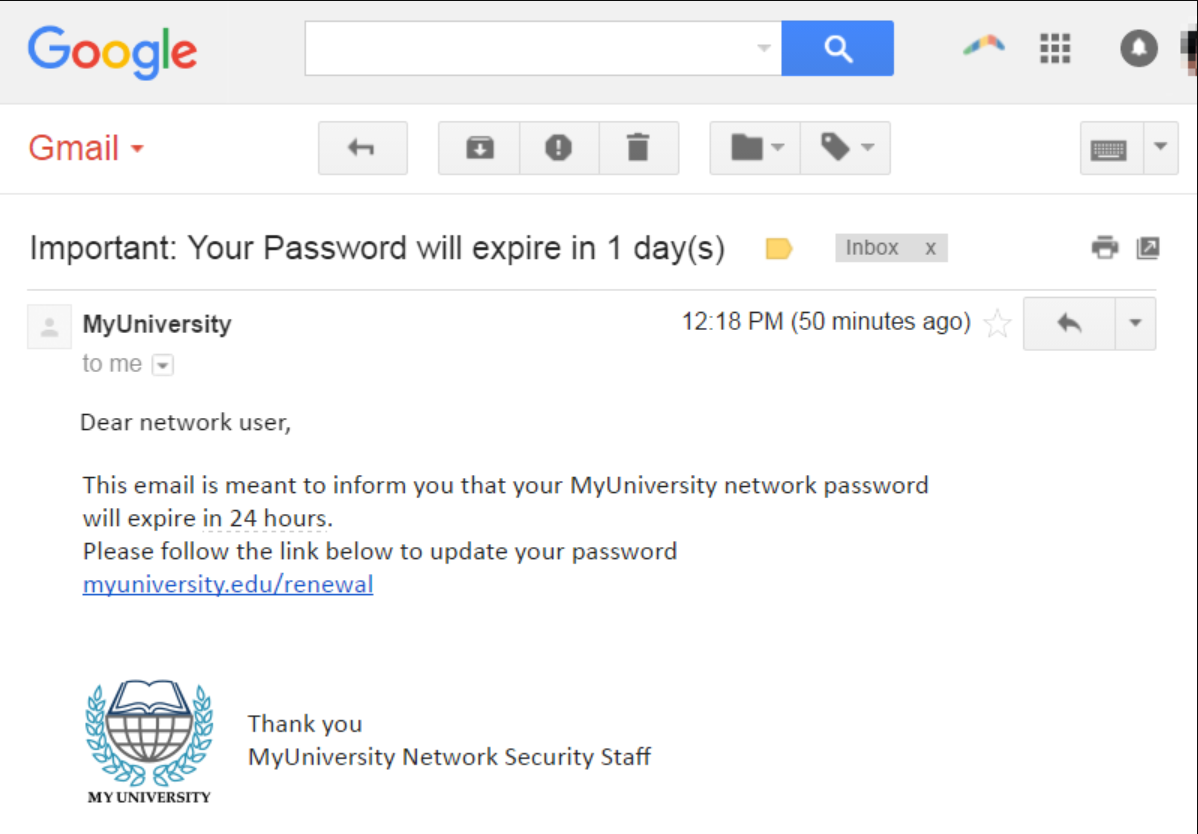 Google
Gmail
Important: Your Password will expire in 1 day(s)
Inbox x
MyUniversity
12:18 PM (50 minutes ago)
to me
Dear network user,
This email is meant to inform you that your MyUniversity network password
will expire in 24 hours.
Please follow the link below to update your password
myuniversity.edu/renewal
Thank you
MyUniversity Network Security Staff
MY UNIVERSITY